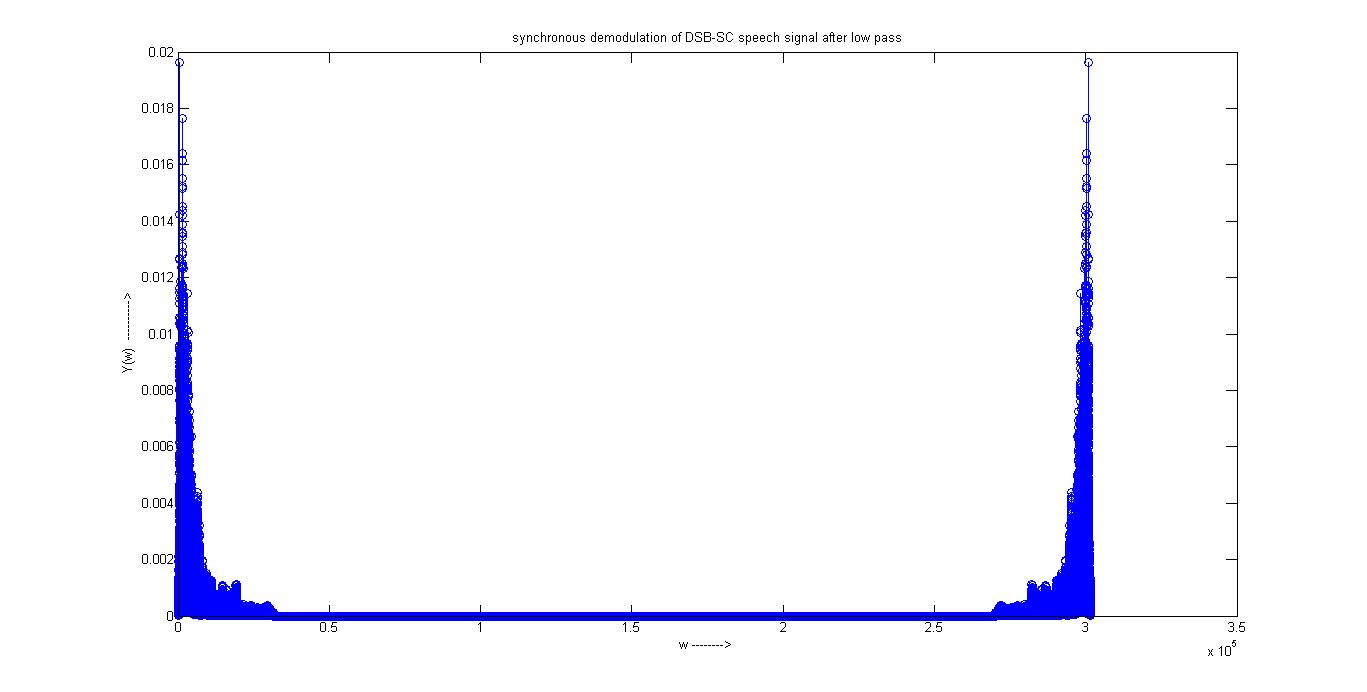 synchronous demodulation of DSB-SC speech signal after low pass
0.02
0.018
0.016
0.014
0.012
0.01
0.008
0.006
0.004
0.002
0
Y(w) ---------->
0 0.5 1 1.5 2 2.5 3 3.5
w -------->
x 10^5